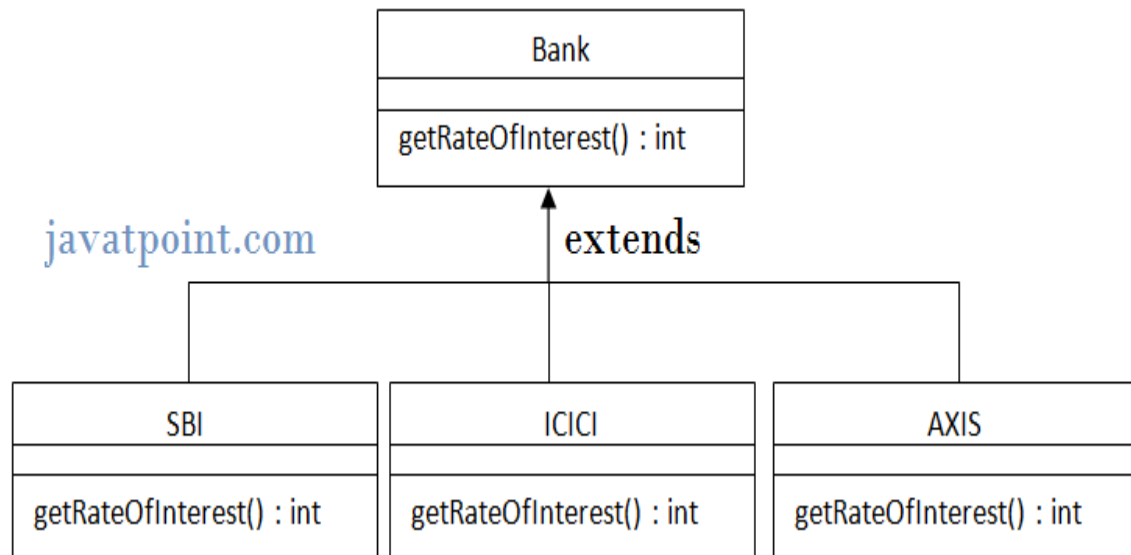 Bank
getRateOfInterest() : int
javatpoint.com
extends
SBI
ICICI
AXIS
getRateOfInterest() : int
getRateOfInterest() : int
getRateOfInterest() : int